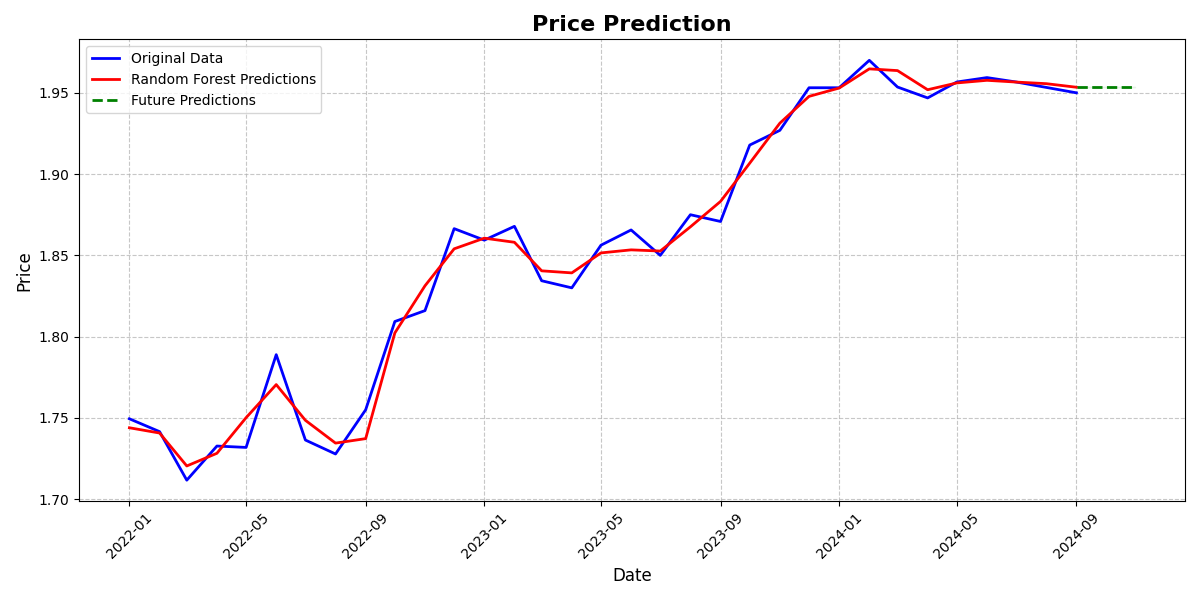 Price Prediction
Original Data
Random Forest Predictions
Future Predictions
Price
1.95
1.90
1.85
1.80
1.75
1.70
2022-01
2022-05
2022-09
2023-01
2023-05
2023-09
2024-01
2024-05
2024-09
Date